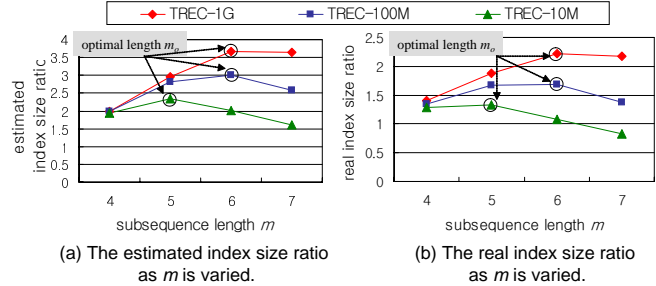 TREC-1G TREC-100M TREC-10M
optimal length mo
4
3.5
3
2.5
2
1.5
1
0.5
0
estimated
index size ratio
4 5 6 7
subsequence length m
(a) The estimated index size ratio
as m is varied.
optimal length mo
2.5
2
1.5
1
0.5
0
real index size ratio
4 5 6 7
subsequence length m
(b) The real index size ratio
as m is varied.